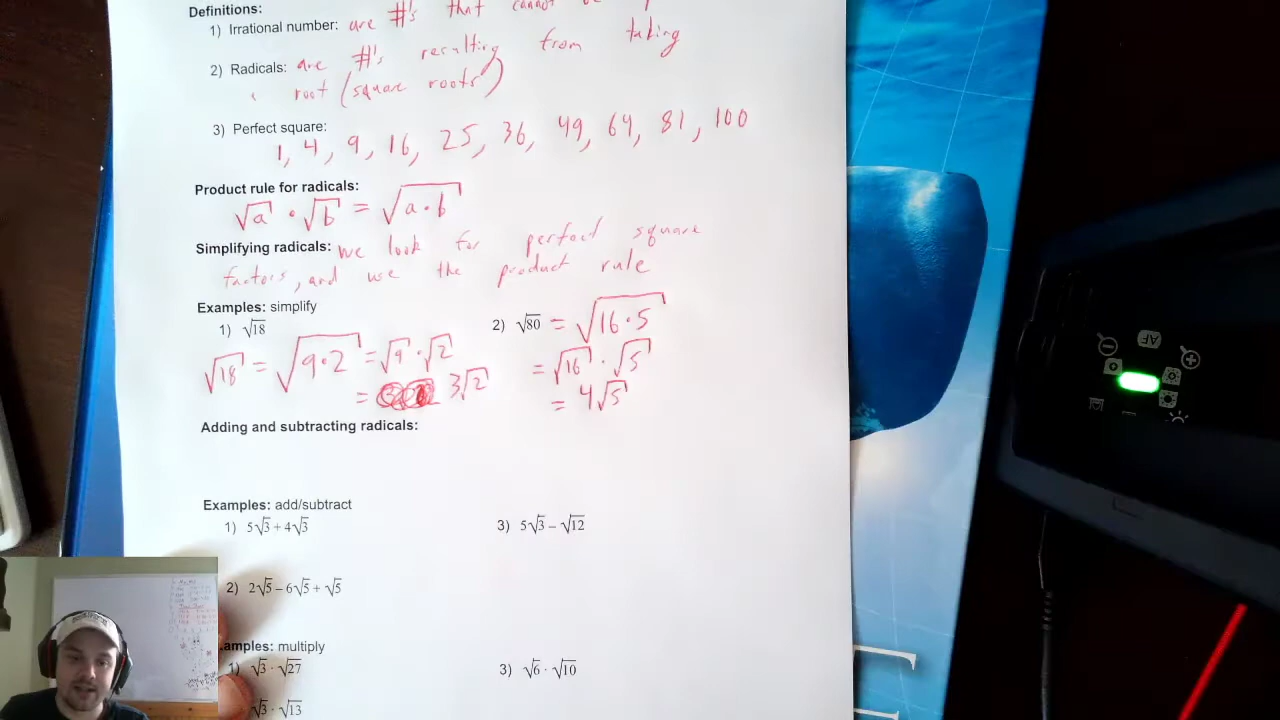 Definitions:
1) Irrational number: are #'s that cannot be
2) Radicals: are #'s resulting from taking
root (square roots)
3) Perfect square:
1, 4, 9, 16, 25, 36, 49, 64, 81, 100
Product rule for radicals:
√a · √b = √a·b
Simplifying radicals: we look for perfect square
factors, and use the product rule
Examples: simplify
1) √18
√18 = √9·2 = √9 · √2
= 3√2
2) √80 = √16·5
= √16 · √5
= 4√5
Adding and subtracting radicals:
Examples: add/subtract
1) 5√3 + 4√3
3) 5√3 – √12
2) 2√5 – 6√5 + √5
amples: multiply
1) √3 · √27
3) √6 · √10
√3 · √13
AF